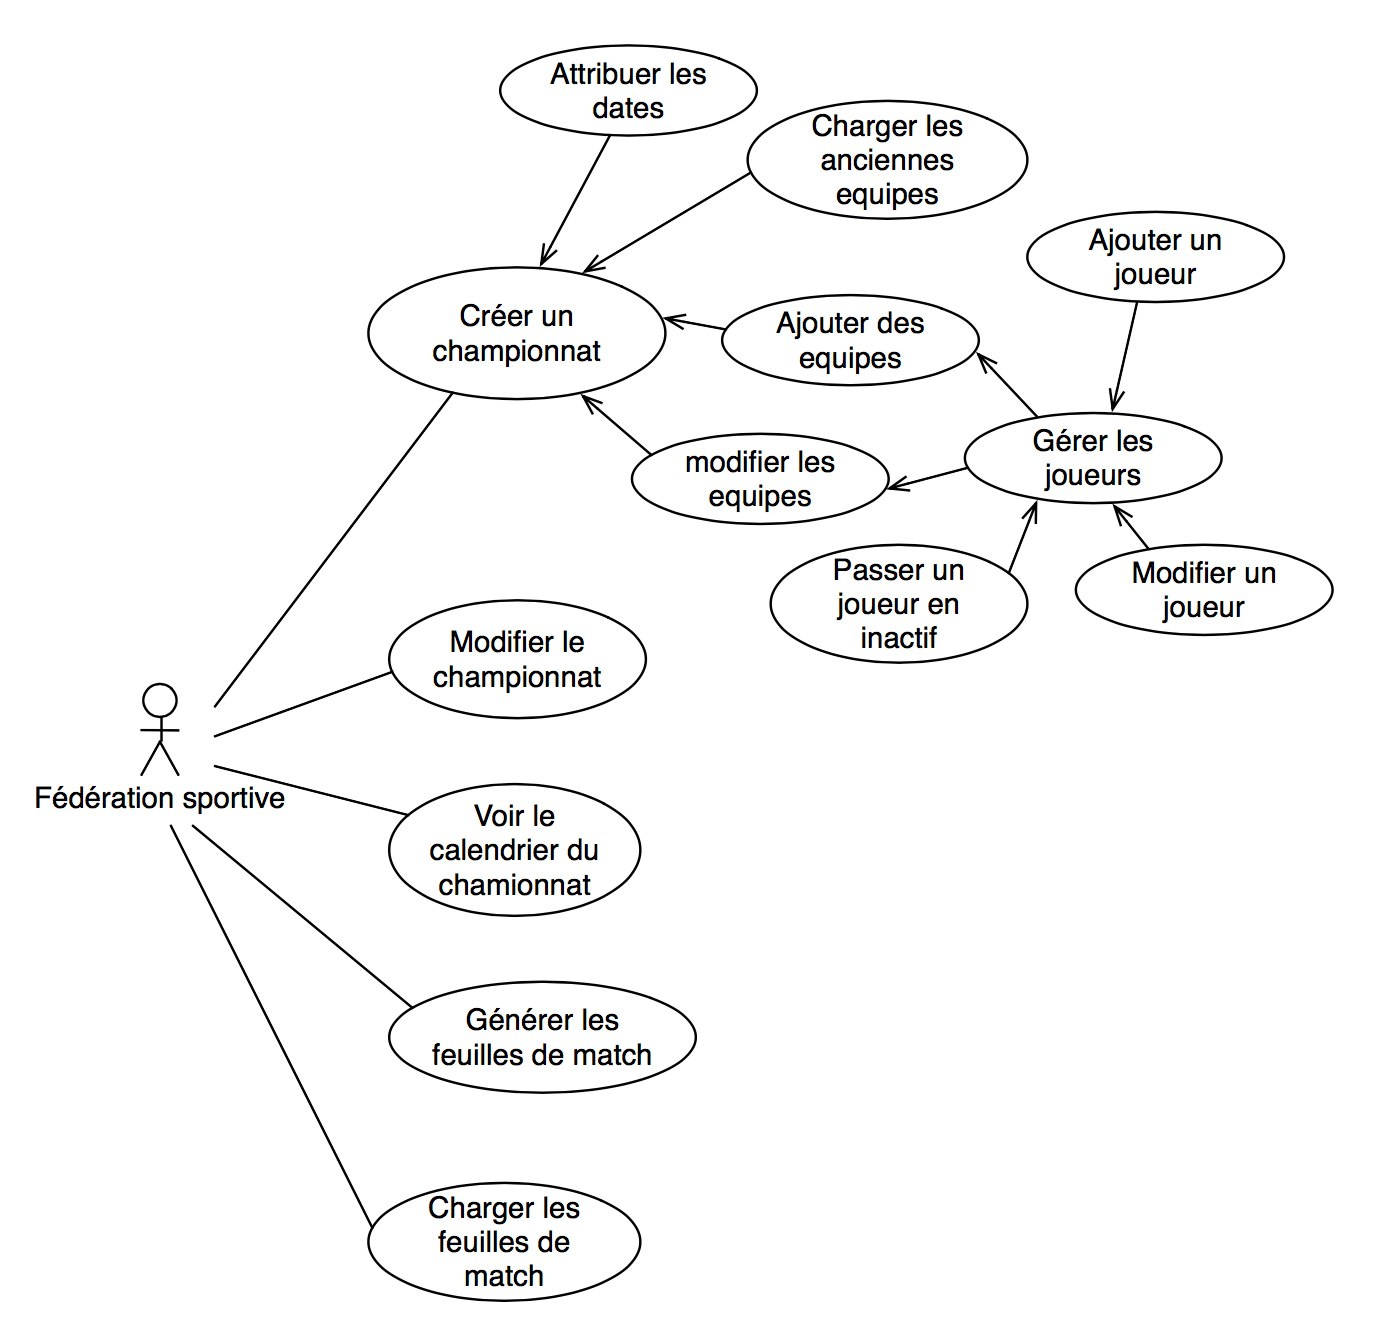 Attribuer les
dates
Charger les
anciennes
equipes
Ajouter un
joueur
Créer un
championnat
Ajouter des
equipes
Gérer les
joueurs
modifier les
equipes
Passer un
joueur en
inactif
Modifier un
joueur
Modifier le
championnat
Fédération sportive
Voir le
calendrier du
chamionnat
Générer les
feuilles de match
Charger les
feuilles de
match